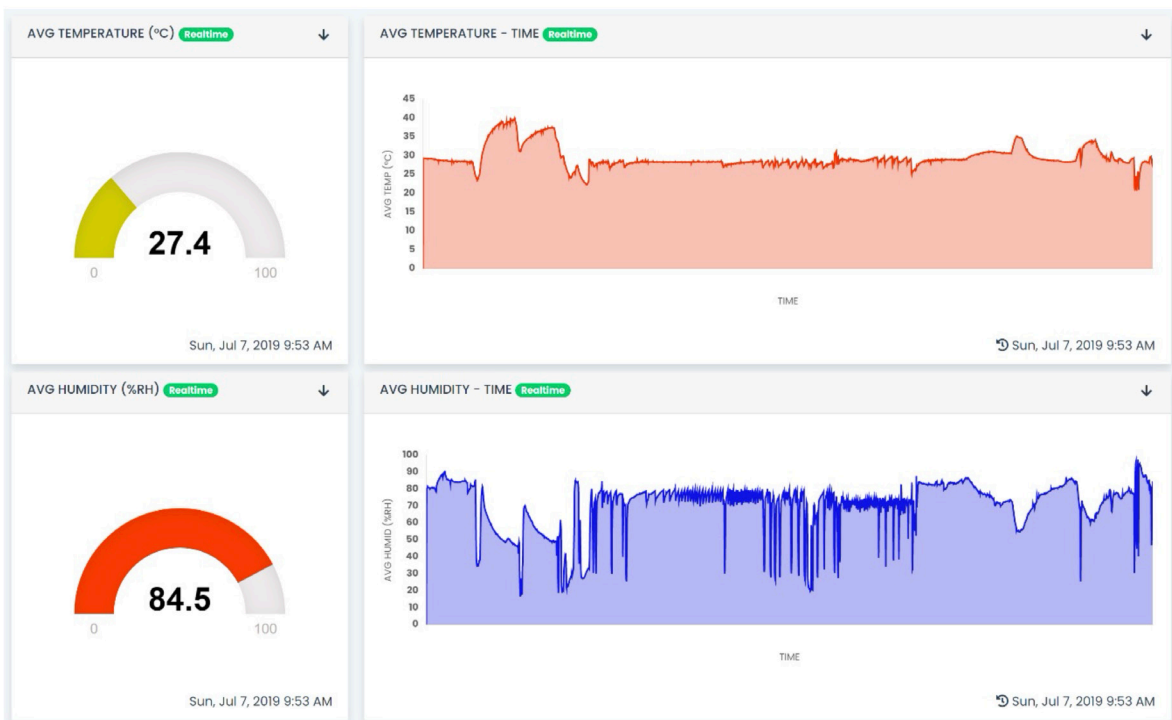 AVG TEMPERATURE (ºC) Realtime
27.4
0 100
Sun, Jul 7, 2019 9:53 AM
AVG TEMPERATURE - TIME Realtime
45
40
35
30
25
20
15
10
5
0
AVG TEMP (ºC)
TIME
Sun, Jul 7, 2019 9:53 AM
AVG HUMIDITY (%RH) Realtime
84.5
0 100
Sun, Jul 7, 2019 9:53 AM
AVG HUMIDITY - TIME Realtime
100
90
80
70
60
50
40
30
20
10
0
AVG HUMID (%RH)
TIME
Sun, Jul 7, 2019 9:53 AM